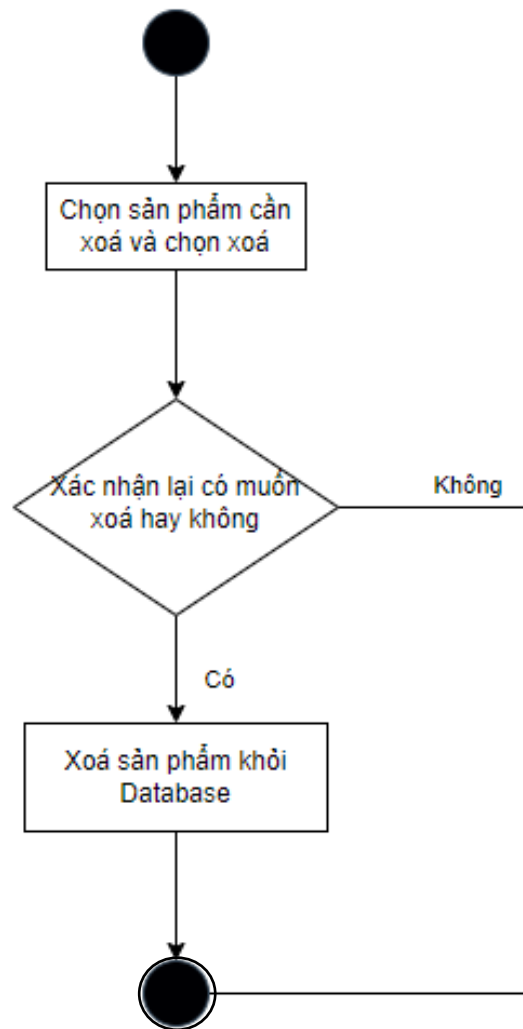 Chọn sản phẩm cần
xoá và chọn xoá
Xác nhận lại có muốn
xoá hay không
Không
Có
Xoá sản phẩm khỏi
Database